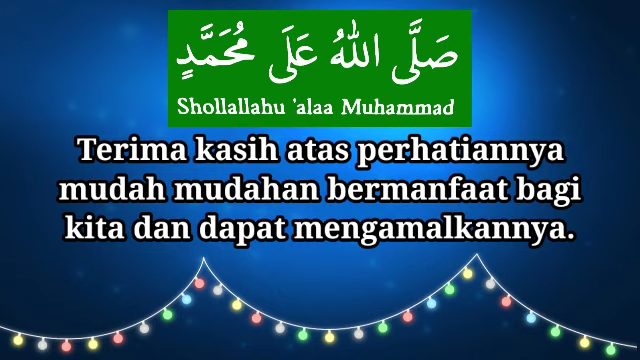 صَلَّى اللهُ عَلَى مُحَمَّدٍ
Shollallahu 'alaa Muhammad
Terima kasih atas perhatiannya
mudah mudahan bermanfaat bagi
kita dan dapat mengamalkannya.